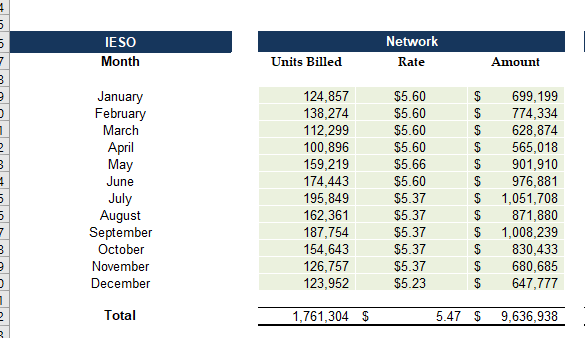 IESO Network
Month Units Billed Rate Amount
January 124,857 $5.60 $ 699,199
February 138,274 $5.60 $ 774,334
March 112,299 $5.60 $ 628,874
April 100,896 $5.60 $ 565,018
May 159,219 $5.66 $ 901,910
June 174,443 $5.60 $ 976,881
July 195,849 $5.37 $ 1,051,708
August 162,361 $5.37 $ 871,880
September 187,754 $5.37 $ 1,008,239
October 154,643 $5.37 $ 830,433
November 126,757 $5.37 $ 680,685
December 123,952 $5.23 $ 647,777
Total 1,761,304 $ 5.47 $ 9,636,938